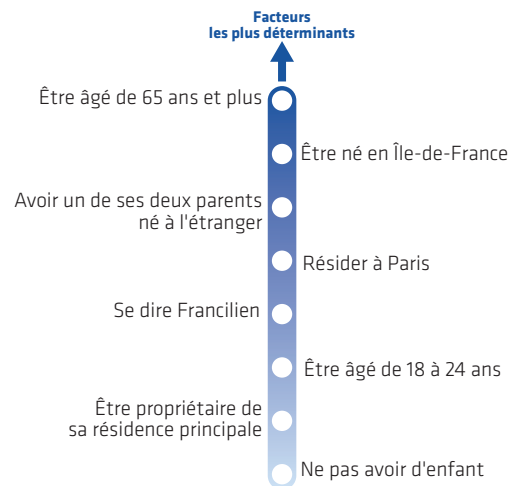 Facteurs
les plus déterminants
Être âgé de 65 ans et plus
Être né en Île-de-France
Avoir un de ses deux parents
né à l'étranger
Résider à Paris
Se dire Francilien
Être âgé de 18 à 24 ans
Être propriétaire de
sa résidence principale
Ne pas avoir d'enfant